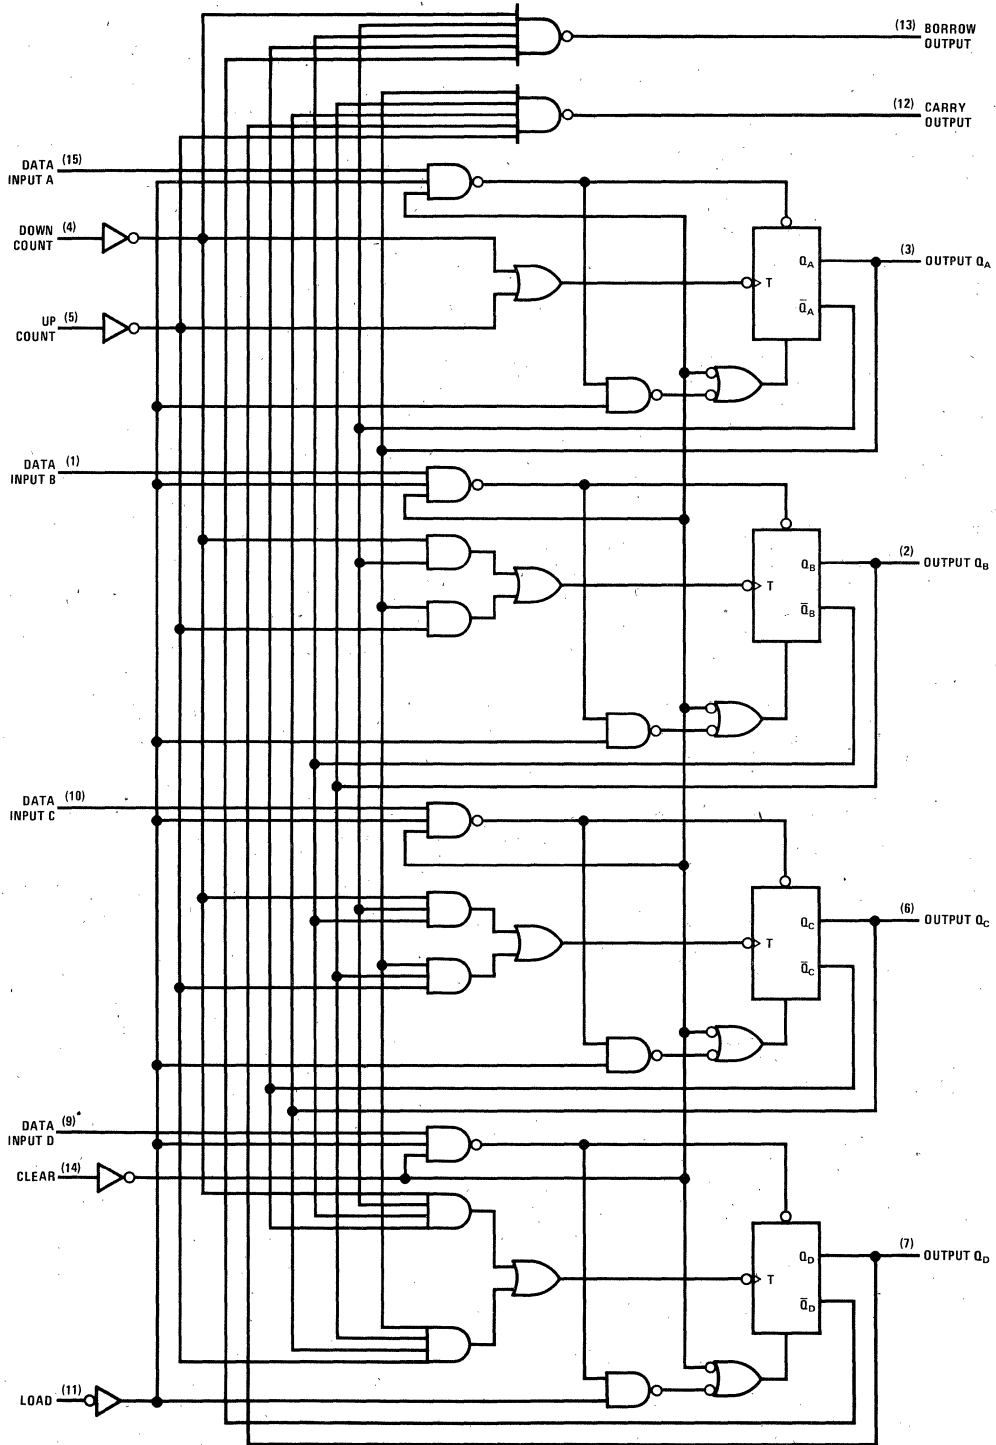 (13) BORROW
OUTPUT
(12) CARRY
OUTPUT
DATA (15)
INPUT A
DOWN (4)
COUNT
QA
(3) OUTPUT QA
T
Q̅A
UP (5)
COUNT
DATA (1)
INPUT B
QB
(2) OUTPUT QB
T
Q̅B
DATA (10)
INPUT C
QC
(6) OUTPUT QC
T
Q̅C
DATA (9)
INPUT D
CLEAR (14)
QD
(7) OUTPUT QD
T
Q̅D
LOAD (11)